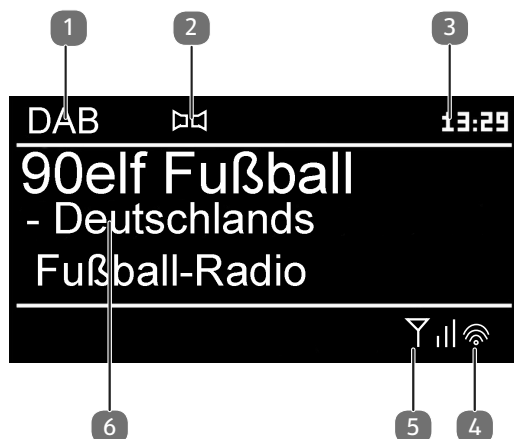 1 2 3
DAB 13:29
90elf Fußball
- Deutschlands
Fußball-Radio
6 5 4